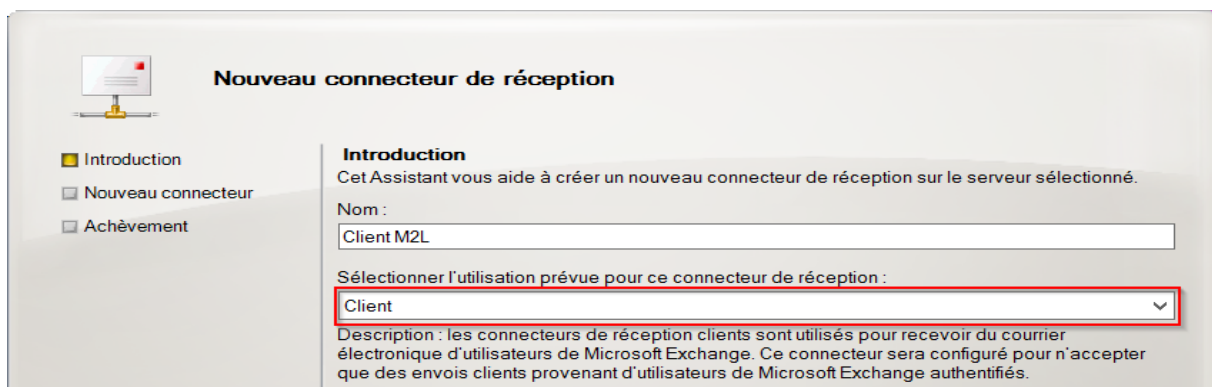 Nouveau connecteur de réception
Introduction
Nouveau connecteur
Achèvement
Introduction
Cet Assistant vous aide à créer un nouveau connecteur de réception sur le serveur sélectionné.
Nom :
Client M2L
Sélectionner l'utilisation prévue pour ce connecteur de réception :
Client
Description : les connecteurs de réception clients sont utilisés pour recevoir du courrier
électronique d'utilisateurs de Microsoft Exchange. Ce connecteur sera configuré pour n'accepter
que des envois clients provenant d'utilisateurs de Microsoft Exchange authentifiés.